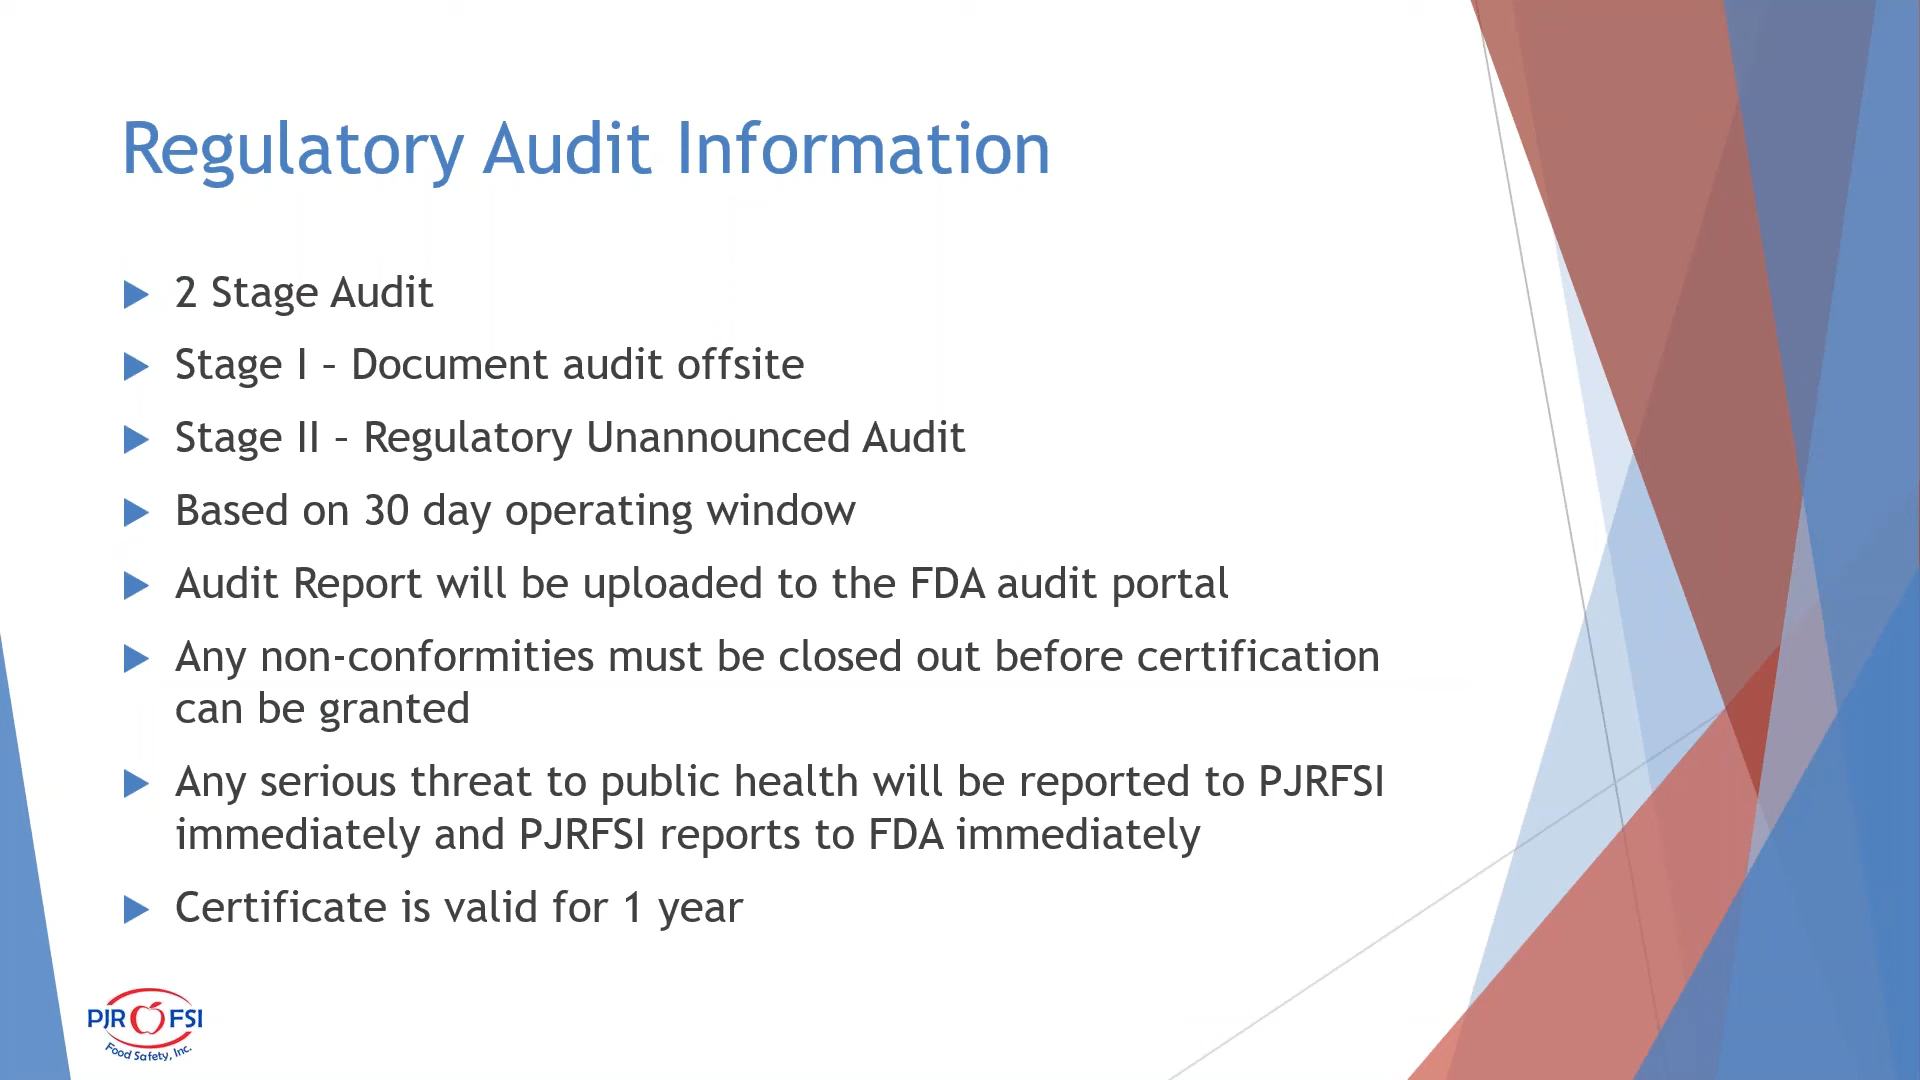 Regulatory Audit Information
2 Stage Audit
Stage I – Document audit offsite
Stage II – Regulatory Unannounced Audit
Based on 30 day operating window
Audit Report will be uploaded to the FDA audit portal
Any non-conformities must be closed out before certification
can be granted
Any serious threat to public health will be reported to PJRFSI
immediately and PJRFSI reports to FDA immediately
Certificate is valid for 1 year
PJR FSI
Food Safety, Inc.